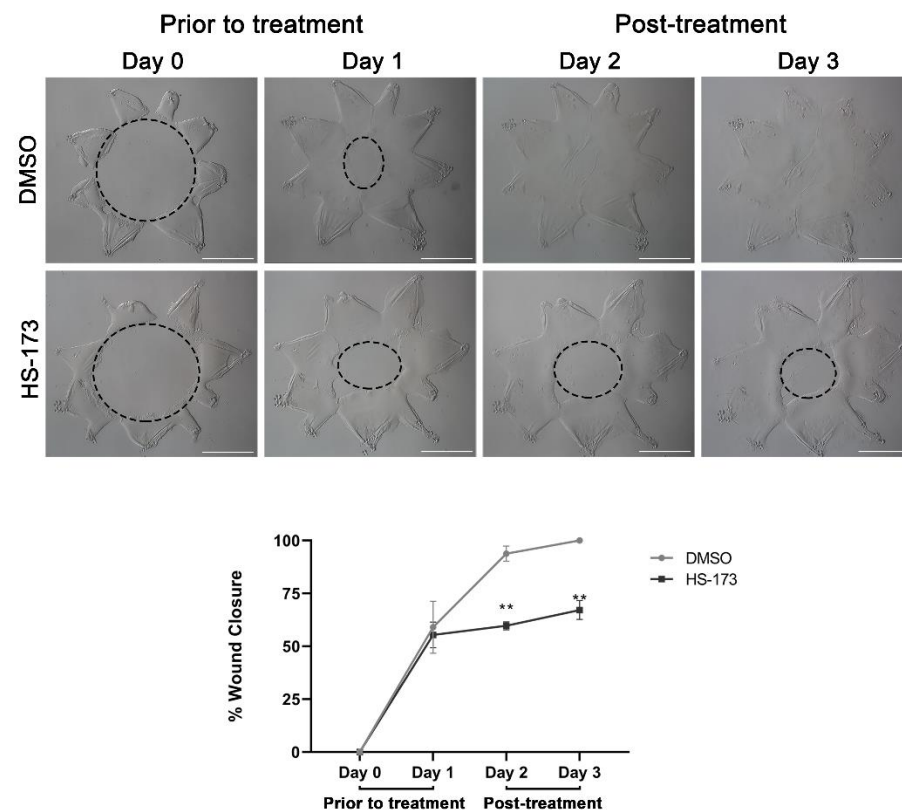 Prior to treatment Post-treatment
Day 0 Day 1 Day 2 Day 3
DMSO
HS-173
100
75
50
25
0
% Wound Closure
** **
DMSO
HS-173
Day 0 Day 1 Day 2 Day 3
Prior to treatment Post-treatment